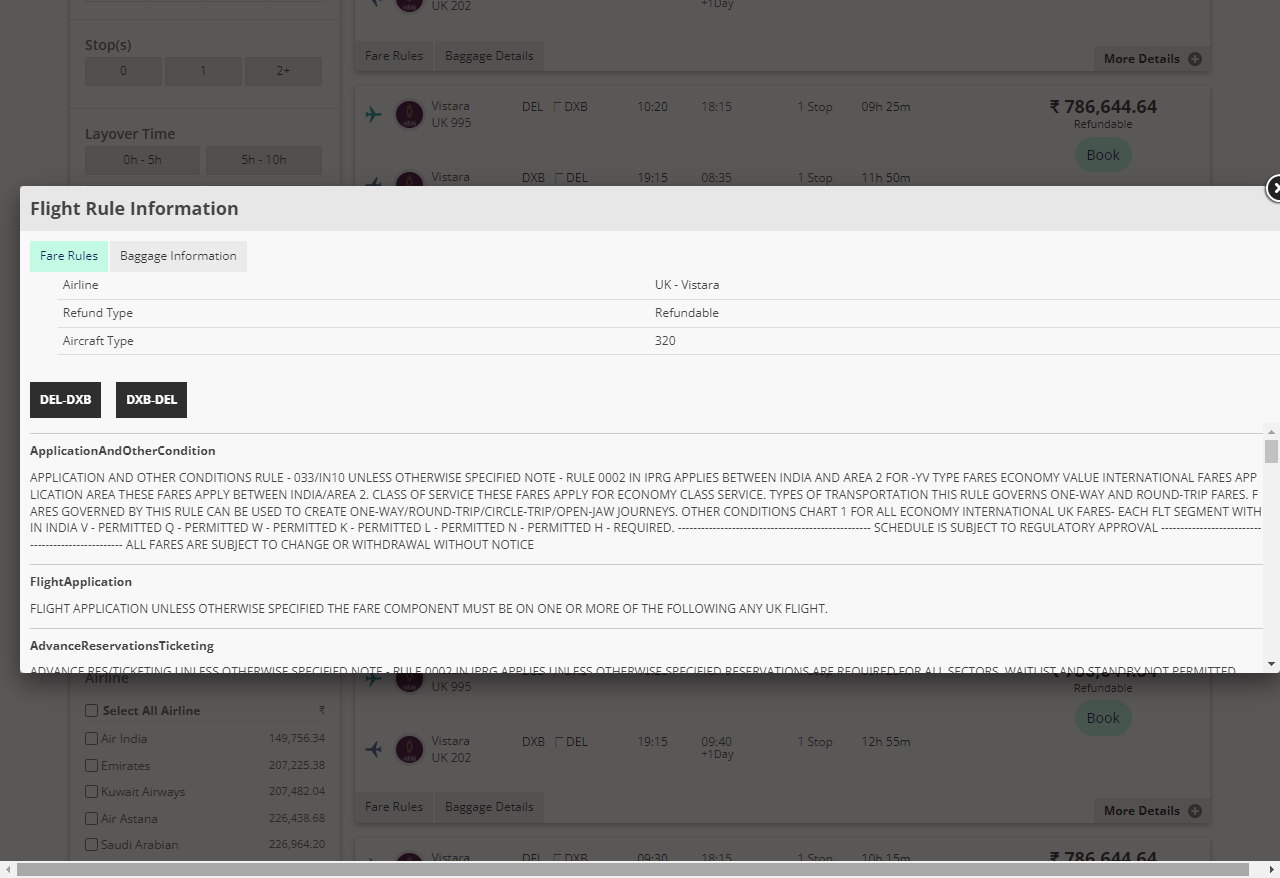 UK 202
+1Day
Stop(s)
0 1 2+
Fare Rules Baggage Details
More Details
Vistara DEL DXB 10:20 18:15 1 Stop 09h 25m ₹ 786,644.64
UK 995
Refundable
Book
Layover Time
0h - 5h 5h - 10h
Vistara DXB DEL 19:15 08:35 1 Stop 11h 50m
Flight Rule Information
Fare Rules Baggage Information
Airline UK - Vistara
Refund Type Refundable
Aircraft Type 320
DEL-DXB DXB-DEL
ApplicationAndOtherCondition
APPLICATION AND OTHER CONDITIONS RULE - 033/IN10 UNLESS OTHERWISE SPECIFIED NOTE - RULE 0002 IN IPRG APPLIES BETWEEN INDIA AND AREA 2 FOR -YV TYPE FARES ECONOMY VALUE INTERNATIONAL FARES APP
LICATION AREA THESE FARES APPLY BETWEEN INDIA/AREA 2. CLASS OF SERVICE THESE FARES APPLY FOR ECONOMY CLASS SERVICE. TYPES OF TRANSPORTATION THIS RULE GOVERNS ONE-WAY AND ROUND-TRIP FARES. F
ARES GOVERNED BY THIS RULE CAN BE USED TO CREATE ONE-WAY/ROUND-TRIP/CIRCLE-TRIP/OPEN-JAW JOURNEYS. OTHER CONDITIONS CHART 1 FOR ALL ECONOMY INTERNATIONAL UK FARES- EACH FLT SEGMENT WITH
IN INDIA V - PERMITTED Q - PERMITTED W - PERMITTED K - PERMITTED L - PERMITTED N - PERMITTED H - REQUIRED. -------------------------------------------------- SCHEDULE IS SUBJECT TO REGULATORY APPROVAL --------------------------
------------------------ ALL FARES ARE SUBJECT TO CHANGE OR WITHDRAWAL WITHOUT NOTICE
FlightApplication
FLIGHT APPLICATION UNLESS OTHERWISE SPECIFIED THE FARE COMPONENT MUST BE ON ONE OR MORE OF THE FOLLOWING ANY UK FLIGHT.
AdvanceReservationsTicketing
ADVANCE RES/TICKETING UNLESS OTHERWISE SPECIFIED NOTE - RULE 0002 IN IPRG APPLIES UNLESS OTHERWISE SPECIFIED RESERVATIONS ARE REQUIRED FOR ALL SECTORS. WAITLIST AND STANDBY NOT PERMITTED.
Airline
UK 995 ₹ 786,644.64
Refundable
Book
Select All Airline ₹
Air India 149,756.34
Emirates 207,225.38
Kuwait Airways 207,482.04
Air Astana 226,438.68
Saudi Arabian 226,964.20
Vistara DXB DEL 19:15 09:40 1 Stop 12h 55m
UK 202 +1Day
Fare Rules Baggage Details
More Details
Vistara DEL DXB 09:30 18:15 1 Stop 10h 15m ₹ 786,644.64